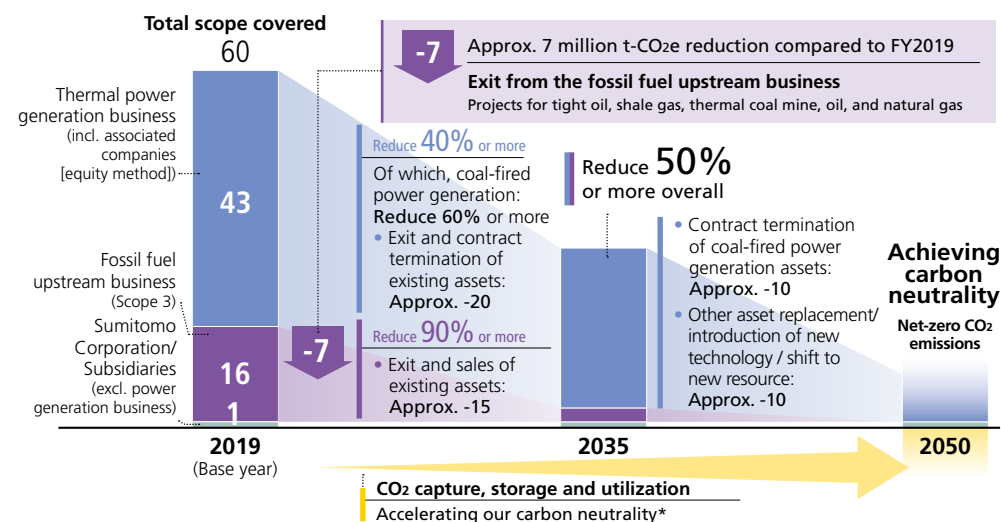 Total scope covered
60
Thermal power
generation business
(incl. associated
companies
[equity method])
43
Fossil fuel
upstream business
(Scope 3)
Sumitomo
Corporation/
Subsidiaries
(excl. power
generation business)
16
1
-7
Approx. 7 million t-CO2e reduction compared to FY2019
Exit from the fossil fuel upstream business
Projects for tight oil, shale gas, thermal coal mine, oil, and natural gas
Reduce 40% or more
Of which, coal-fired
power generation:
Reduce 60% or more
• Exit and contract
termination of
existing assets:
Approx. -20
-7
Reduce 90% or more
• Exit and sales of
existing assets:
Approx. -15
Reduce 50%
or more overall
• Contract termination
of coal-fired power
generation assets:
Approx. -10
• Other asset replacement/
introduction of new
technology / shift to
new resource:
Approx. -10
Achieving
carbon
neutrality
Net-zero CO2
emissions
2019
(Base year)
2035
2050
CO2 capture, storage and utilization
Accelerating our carbon neutrality*